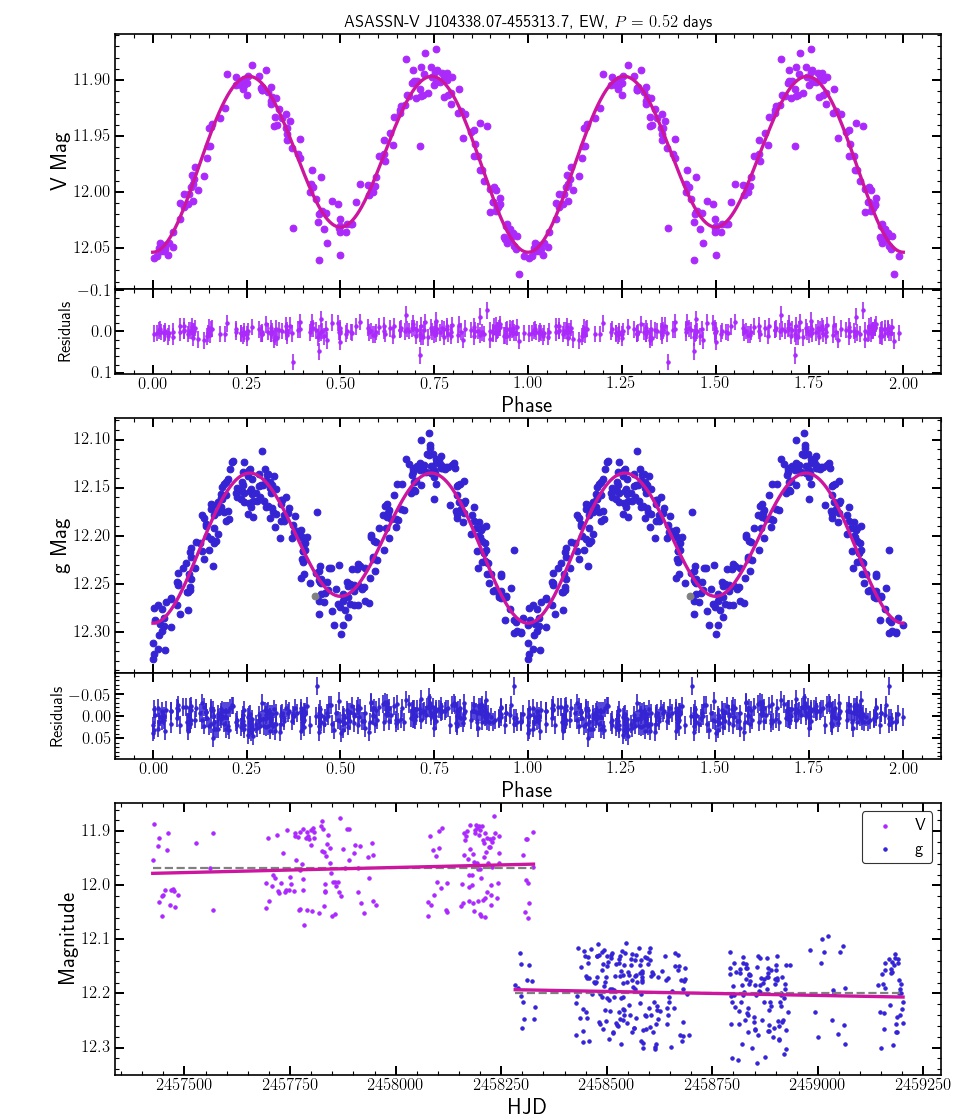 ASASSN-V J104338.07-455313.7, EW, P = 0.52 days
V Mag
11.90
11.95
12.00
12.05
Residuals
−0.1
0.0
0.1
0.00 0.25 0.50 0.75 1.00 1.25 1.50 1.75 2.00
Phase
g Mag
12.10
12.15
12.20
12.25
12.30
Residuals
−0.05
0.00
0.05
0.00 0.25 0.50 0.75 1.00 1.25 1.50 1.75 2.00
Phase
Magnitude
11.9
12.0
12.1
12.2
12.3
V
g
2457500 2457750 2458000 2458250 2458500 2458750 2459000 2459250
HJD